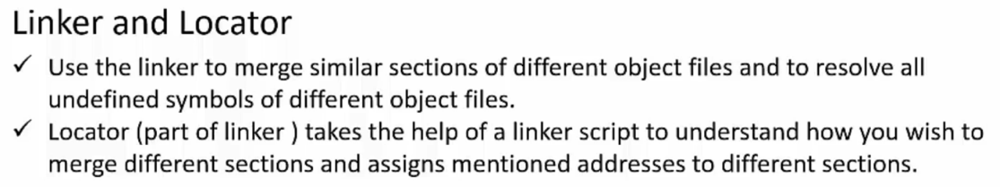 Linker and Locator
✓ Use the linker to merge similar sections of different object files and to resolve all
undefined symbols of different object files.
✓ Locator (part of linker ) takes the help of a linker script to understand how you wish to
merge different sections and assigns mentioned addresses to different sections.